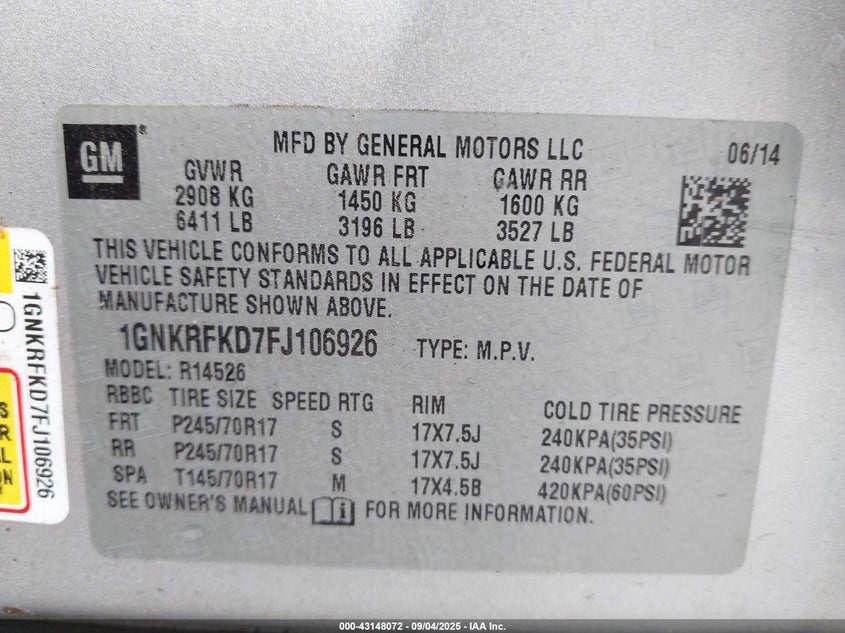 GM
®
MFD BY GENERAL MOTORS LLC 06/14
GVWR GAWR FRT GAWR RR
2908 KG 1450 KG 1600 KG
6411 LB 3196 LB 3527 LB
THIS VEHICLE CONFORMS TO ALL APPLICABLE U.S. FEDERAL MOTOR
VEHICLE SAFETY STANDARDS IN EFFECT ON THE DATE OF
MANUFACTURE SHOWN ABOVE.
1GNKRFKD7FJ106926 TYPE: M.P.V.
MODEL: R14526
RBBC TIRE SIZE SPEED RTG RIM COLD TIRE PRESSURE
FRT P245/70R17 S 17X7.5J 240KPA(35PSI)
RR P245/70R17 S 17X7.5J 240KPA(35PSI)
SPA T145/70R17 M 17X4.5B 420KPA(60PSI)
SEE OWNER'S MANUAL i FOR MORE INFORMATION.
1GNKRFKD7FJ106926
000-43148072 - 09/04/2025 - IAA Inc.